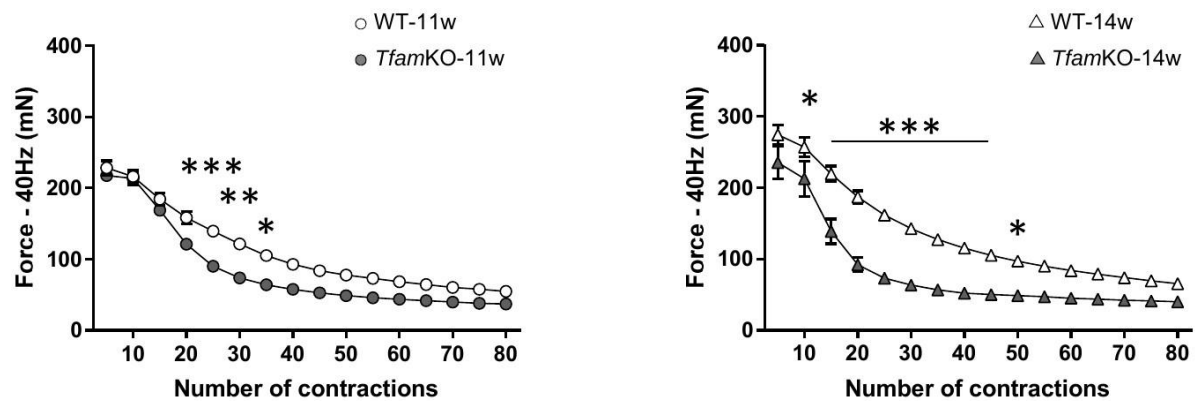 WT-11w
TfamKO-11w
400
300
200
100
0
Force - 40Hz (mN)
***
**
*
10 20 30 40 50 60 70 80
Number of contractions
WT-14w
TfamKO-14w
400
300
200
100
0
Force - 40Hz (mN)
*
***
*
10 20 30 40 50 60 70 80
Number of contractions